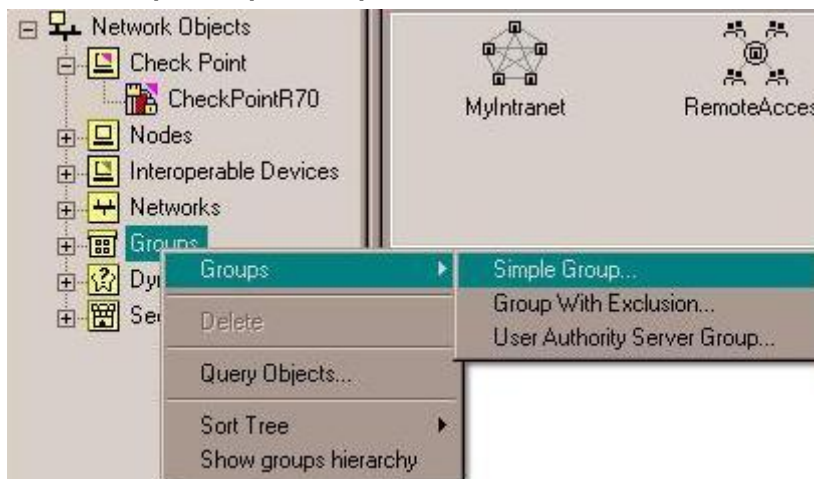 Network Objects
Check Point
CheckPointR70
Nodes
Interoperable Devices
Networks
Groups
Groups
Delete
Query Objects...
Sort Tree
Show groups hierarchy
Simple Group...
Group With Exclusion...
User Authority Server Group...
MyIntranet
RemoteAcces